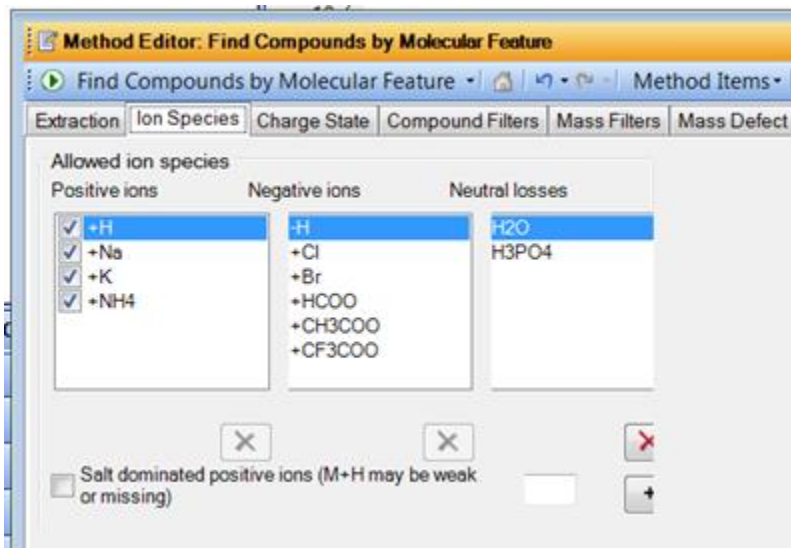 Method Editor: Find Compounds by Molecular Feature
Find Compounds by Molecular Feature Method Items
Extraction Ion Species Charge State Compound Filters Mass Filters Mass Defect
Allowed ion species
Positive ions Negative ions Neutral losses
+H -H H2O
+Na +Cl H3PO4
+K +Br
+NH4 +HCOO
+CH3COO
+CF3COO
Salt dominated positive ions (M+H may be weak
or missing)